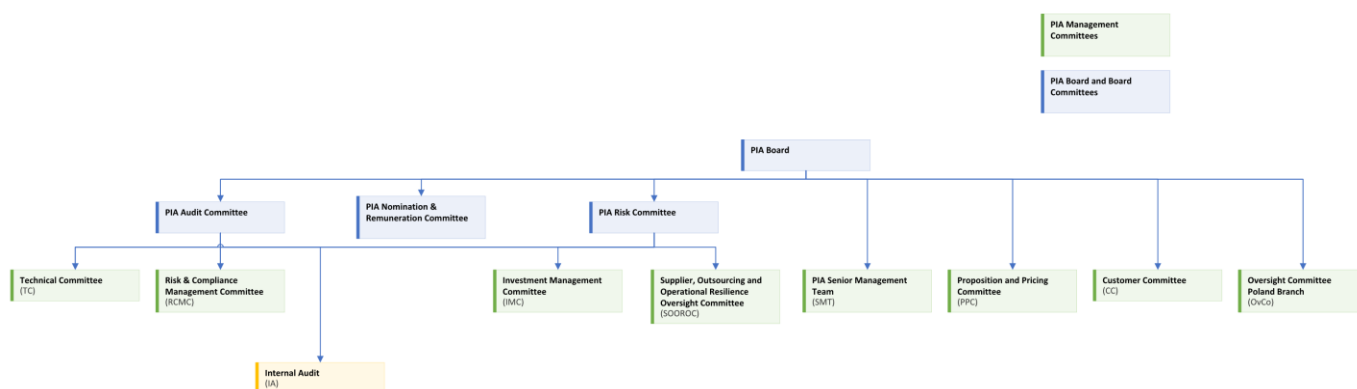 PIA Management
Committees
PIA Board and Board
Committees
PIA Board
PIA Audit Committee
PIA Nomination &
Remuneration Committee
PIA Risk Committee
Technical Committee
(TC)
Risk & Compliance
Management Committee
(RCMC)
Investment Management
Committee
(IMC)
Supplier, Outsourcing and
Operational Resilience
Oversight Committee
(SOOROC)
PIA Senior Management
Team
(SMT)
Proposition and Pricing
Committee
(PPC)
Customer Committee
(CC)
Oversight Committee
Poland Branch
(OvCo)
Internal Audit
(IA)